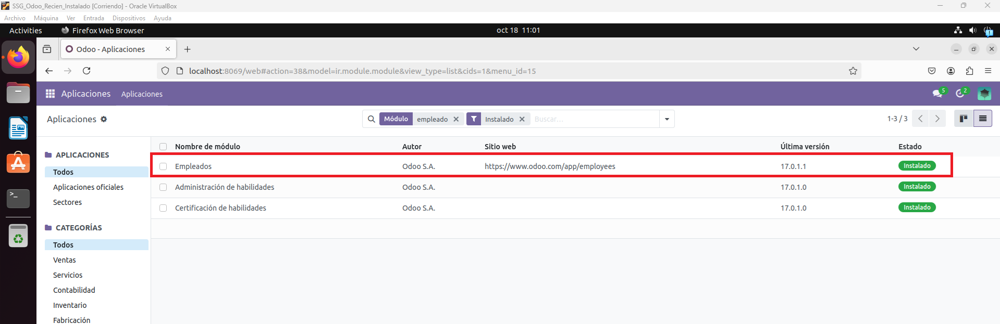 SSG_Odoo_Recien_Instalado [Corriendo] - Oracle VirtualBox
Archivo Máquina Ver Entrada Dispositivos Ayuda
Activities Firefox Web Browser oct 18 11:01
Odoo - Aplicaciones
localhost:8069/web#action=38&model=ir.module.module&view_type=list&cids=1&menu_id=15
Aplicaciones Aplicaciones 5 2
Aplicaciones Módulo empleado Instalado Buscar... 1-3 / 3
Nombre de módulo Autor Sitio web Última versión Estado
APLICACIONES
Empleados Odoo S.A. https://www.odoo.com/app/employees 17.0.1.1 Instalado
Todos
Aplicaciones oficiales
Administración de habilidades Odoo S.A. 17.0.1.0 Instalado
Sectores
Certificación de habilidades Odoo S.A. 17.0.1.0 Instalado
CATEGORÍAS
Todos
Ventas
Servicios
Contabilidad
Inventario
Fabricación